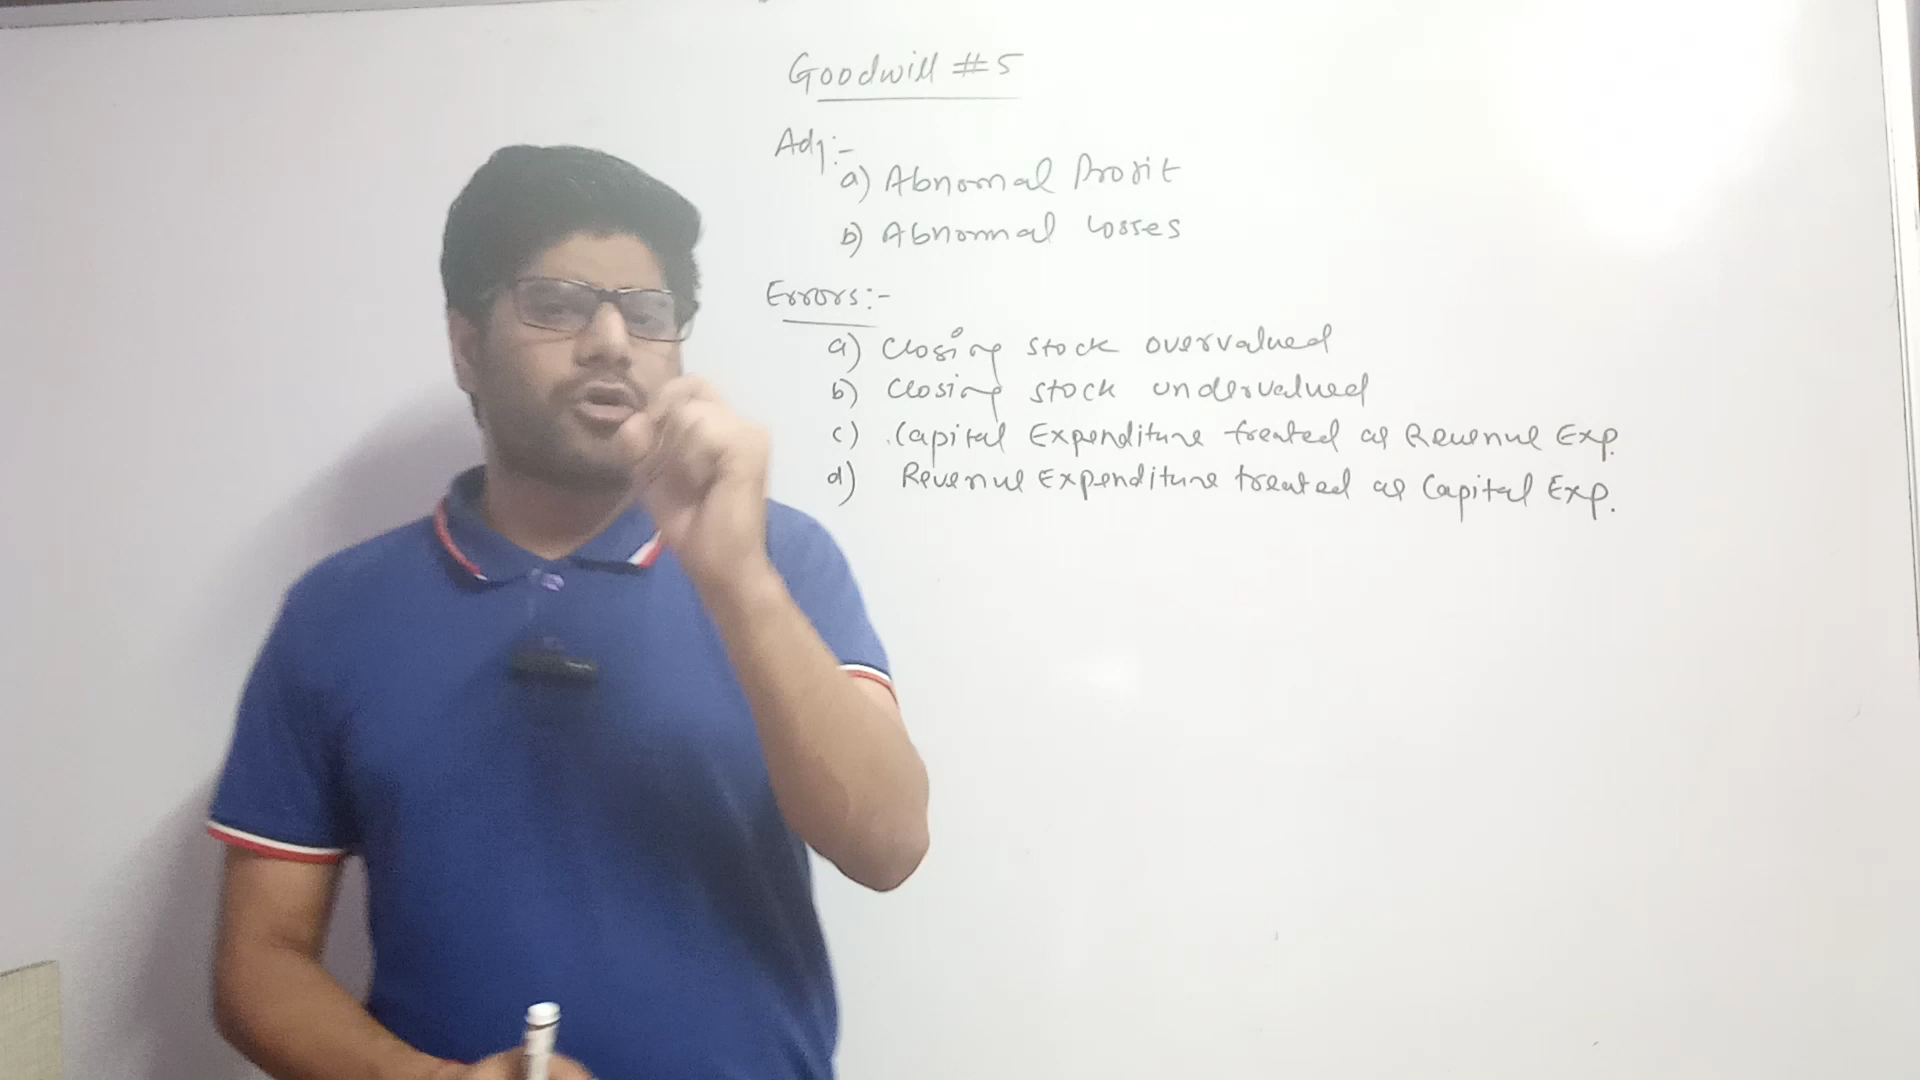 Goodwill #5
Adj:-
a) Abnormal Profit
b) Abnormal Losses
Errors:-
a) Closing stock overvalued
b) Closing stock undervalued
c) Capital Expenditure treated as Revenue Exp.
d) Revenue Expenditure treated as Capital Exp.